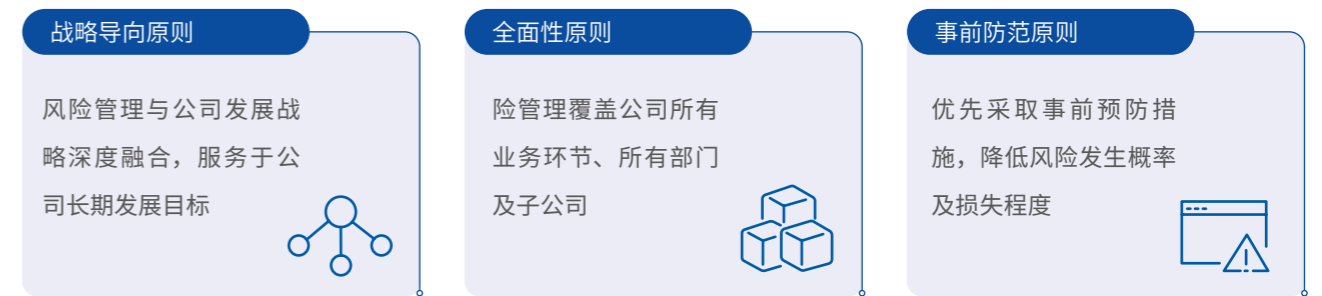 战略导向原则
风险管理与公司发展战
略深度融合，服务于公
司长期发展目标
全面性原则
险管理覆盖公司所有
业务环节、所有部门
及子公司
事前防范原则
优先采取事前预防措
施，降低风险发生概率
及损失程度